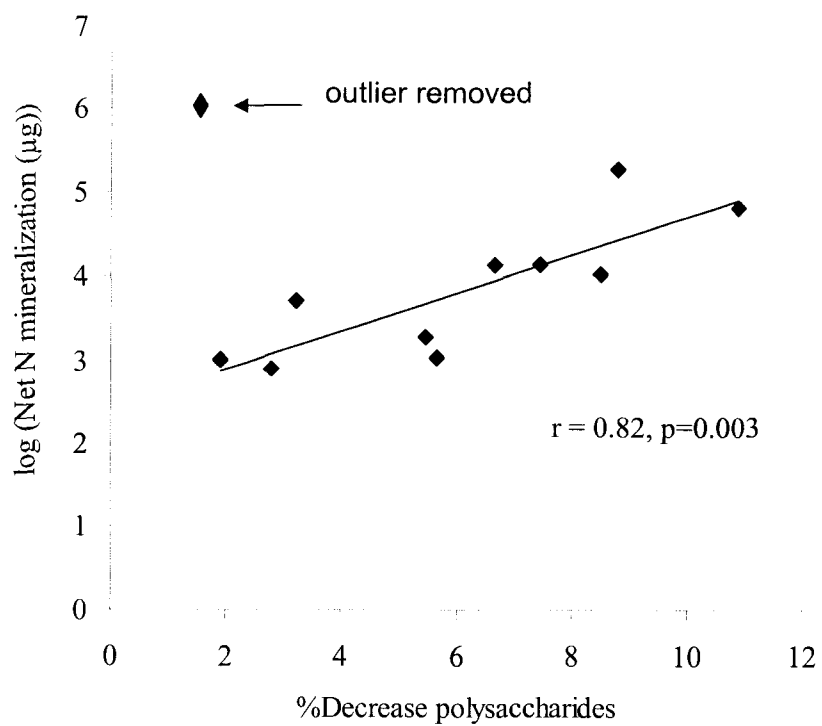 7
outlier removed
6
5
4
3
r = 0.82, p=0.003
2
1
0
log (Net N mineralization (µg))
0 2 4 6 8 10 12
%Decrease polysaccharides